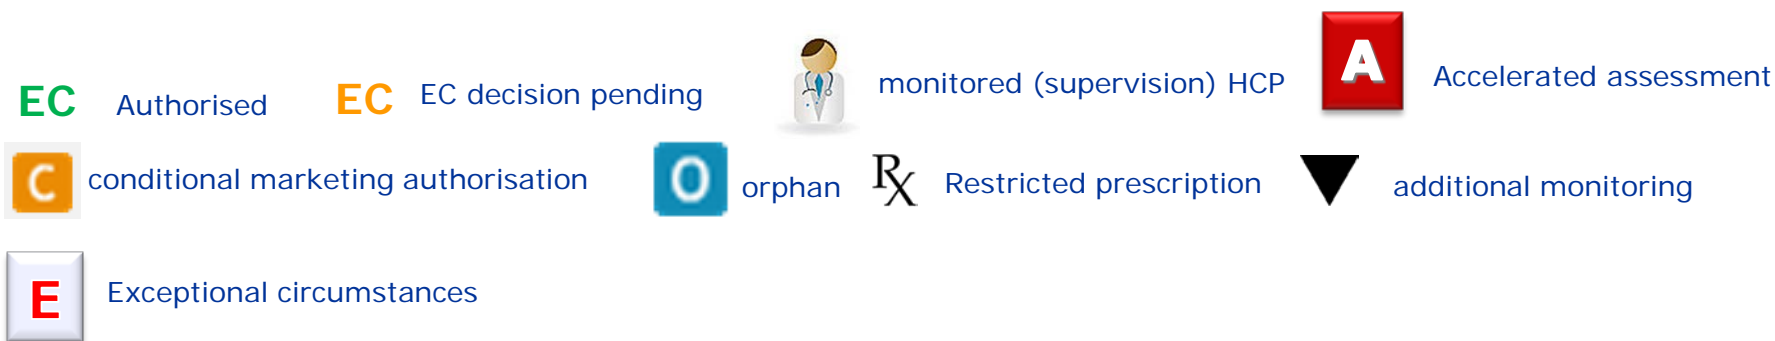 EC Authorised EC EC decision pending monitored (supervision) HCP A Accelerated assessment
C conditional marketing authorisation O orphan Rx Restricted prescription additional monitoring
E Exceptional circumstances